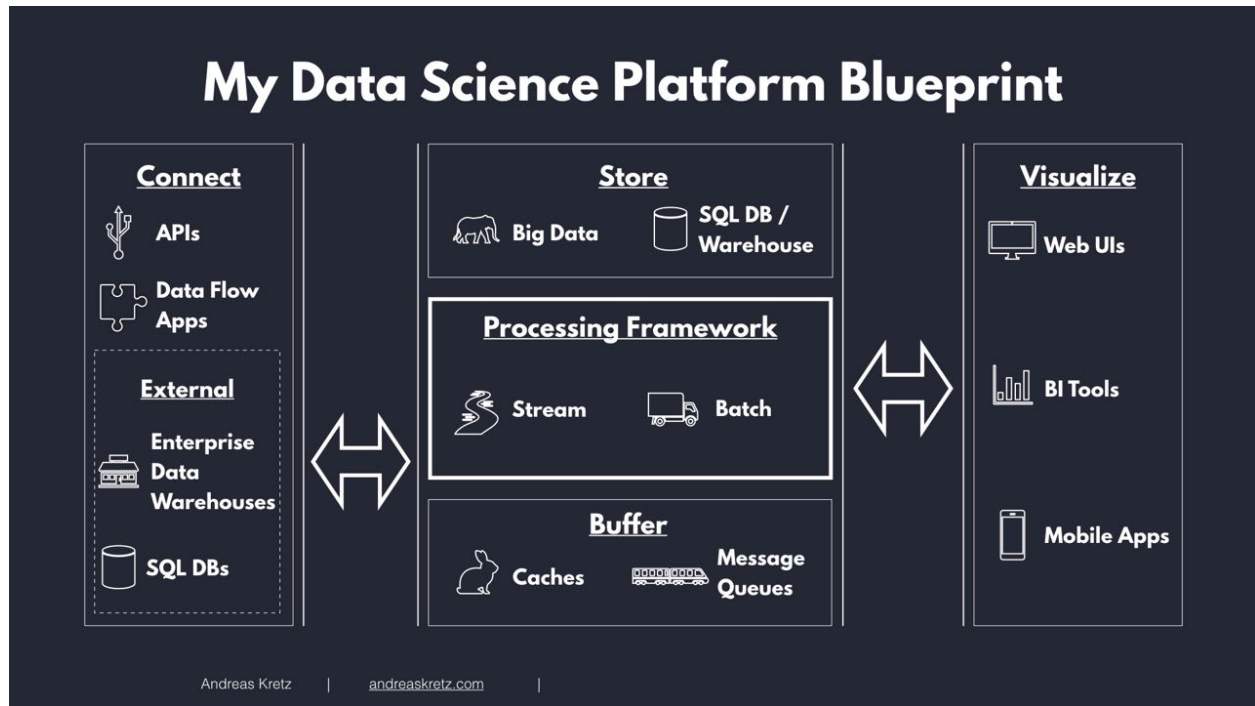 My Data Science Platform Blueprint
Connect
APIs
Data Flow
Apps
External
Enterprise
Data
Warehouses
SQL DBs
Store
Big Data
SQL DB /
Warehouse
Processing Framework
Stream
Batch
Buffer
Caches
Message
Queues
Visualize
Web UIs
BI Tools
Mobile Apps
Andreas Kretz | andreaskretz.com |